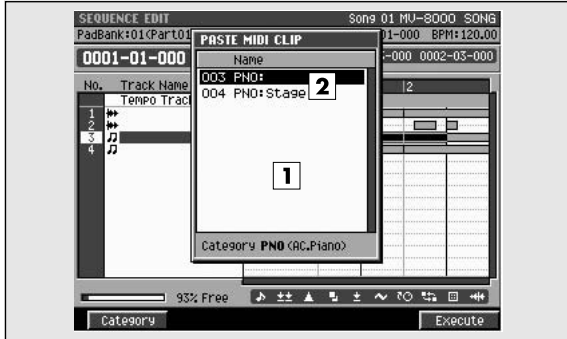 SEQUENCE EDIT Song 01 MV-8000 SONG
PadBank:01(Part01 01-000 BPM:120.00
PASTE MIDI CLIP
0001-01-000 -000 0002-03-000
Name
No. Track Name 2
003 PNO:
004 PNO:Stage
2
Tempo Track
1
2
3
4
1
Category PNO (AC.Piano)
93% Free
Category Execute